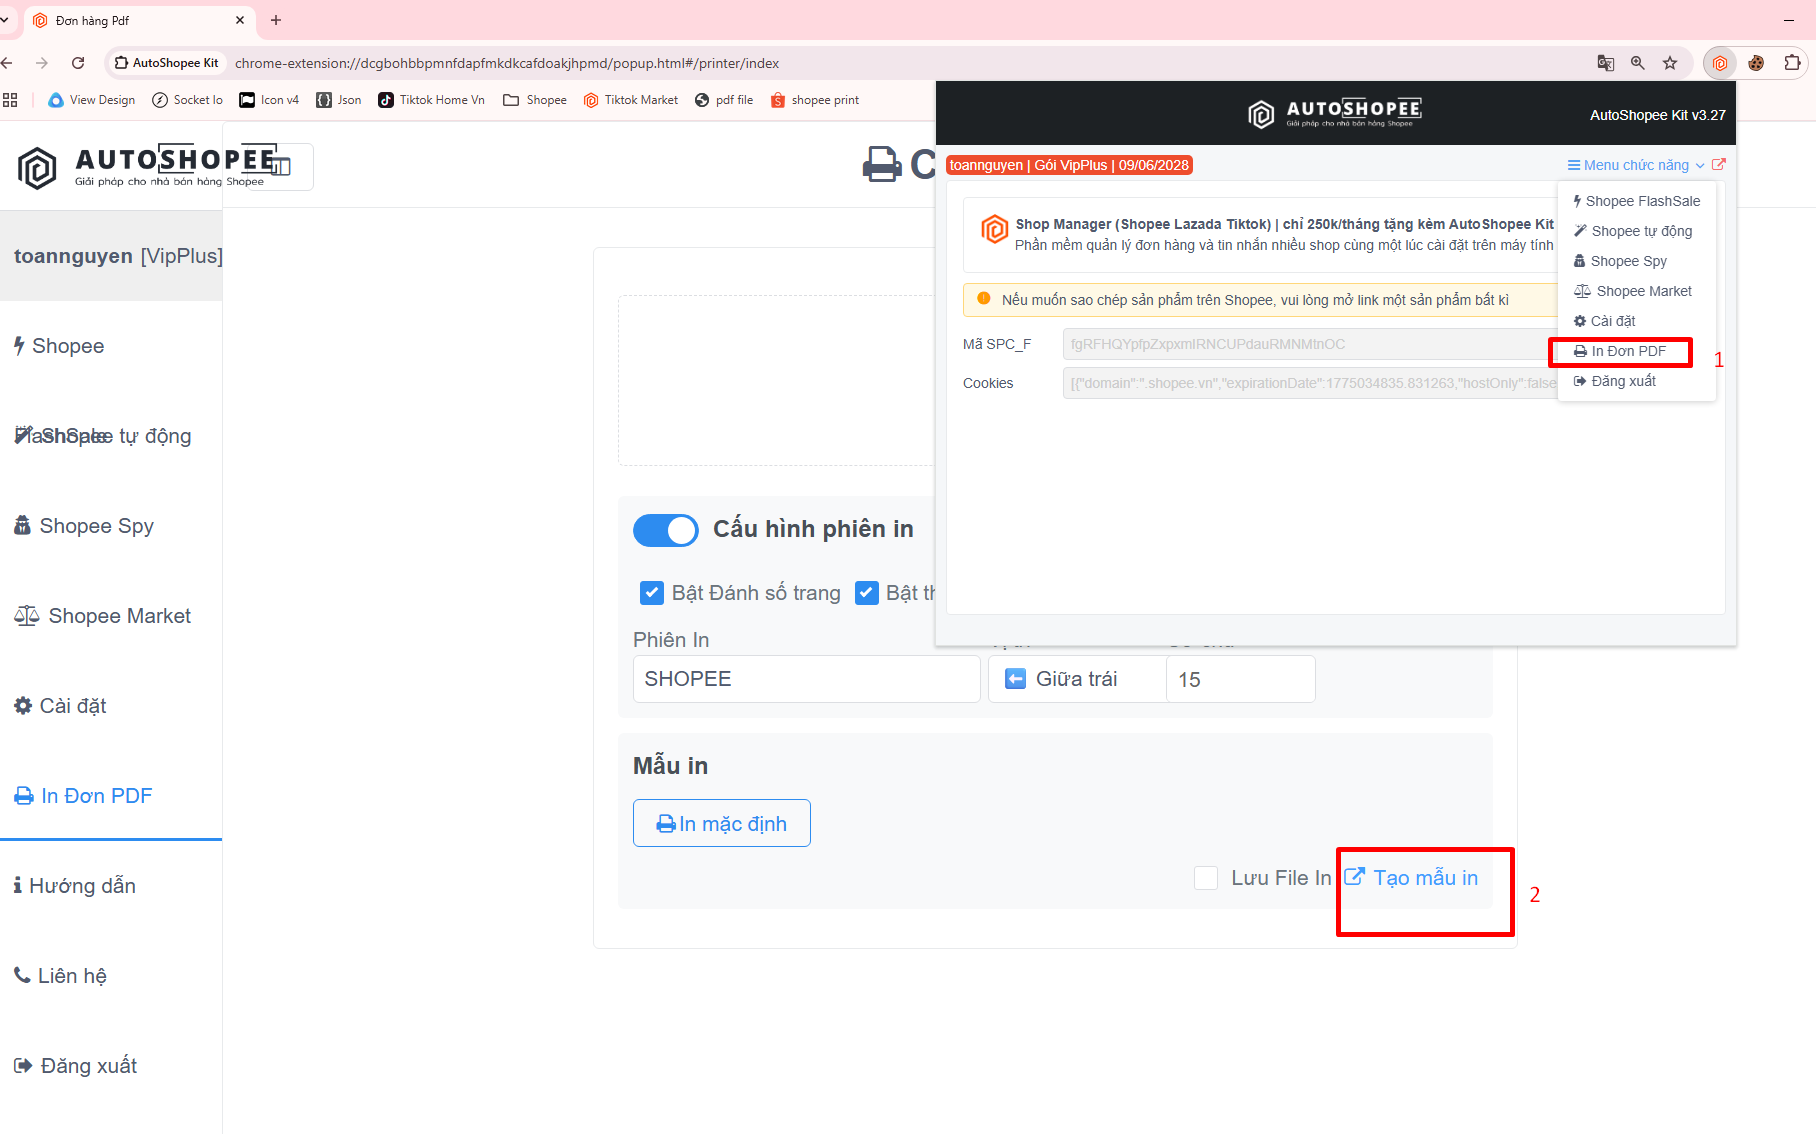 Đơn hàng Pdf
AutoShopee Kit
chrome-extension://dcgbohbbpmnfdapfmkdkcafdoakjhpmd/popup.html#/printer/index
View Design
Socket Io
Icon v4
Json
Tiktok Home Vn
Shopee
Tiktok Market
pdf file
shopee print
AUTOSHOPEE
Giải pháp cho nhà bán hàng Shopee
toannguyen [VipPlus]
Shopee
FlashSale
Shopee tự động
Shopee Spy
Shopee Market
Cài đặt
In Đơn PDF
Hướng dẫn
Liên hệ
Đăng xuất
C
Cấu hình phiên in
Bật Đánh số trang
Bật th
Phiên In
SHOPEE
Giữa trái
15
Mẫu in
In mặc định
Lưu File In
Tạo mẫu in
2
AUTOSHOPEE
Giải pháp cho nhà bán hàng Shopee
AutoShopee Kit v3.27
toannguyen | Gói VipPlus | 09/06/2028
Menu chức năng
Shop Manager (Shopee Lazada Tiktok) | chỉ 250k/tháng tặng kèm AutoShopee Kit
Phần mềm quản lý đơn hàng và tin nhắn nhiều shop cùng một lúc cài đặt trên máy tính
Nếu muốn sao chép sản phẩm trên Shopee, vui lòng mở link một sản phẩm bất kì
Mã SPC_F
fgRFHQYpfpZxpxmIRNCUPdauRMNMtnOC
Cookies
[{"domain":".shopee.vn","expirationDate":1775034835.831263,"hostOnly":false
Shopee FlashSale
Shopee tự động
Shopee Spy
Shopee Market
Cài đặt
In Đơn PDF
1
Đăng xuất